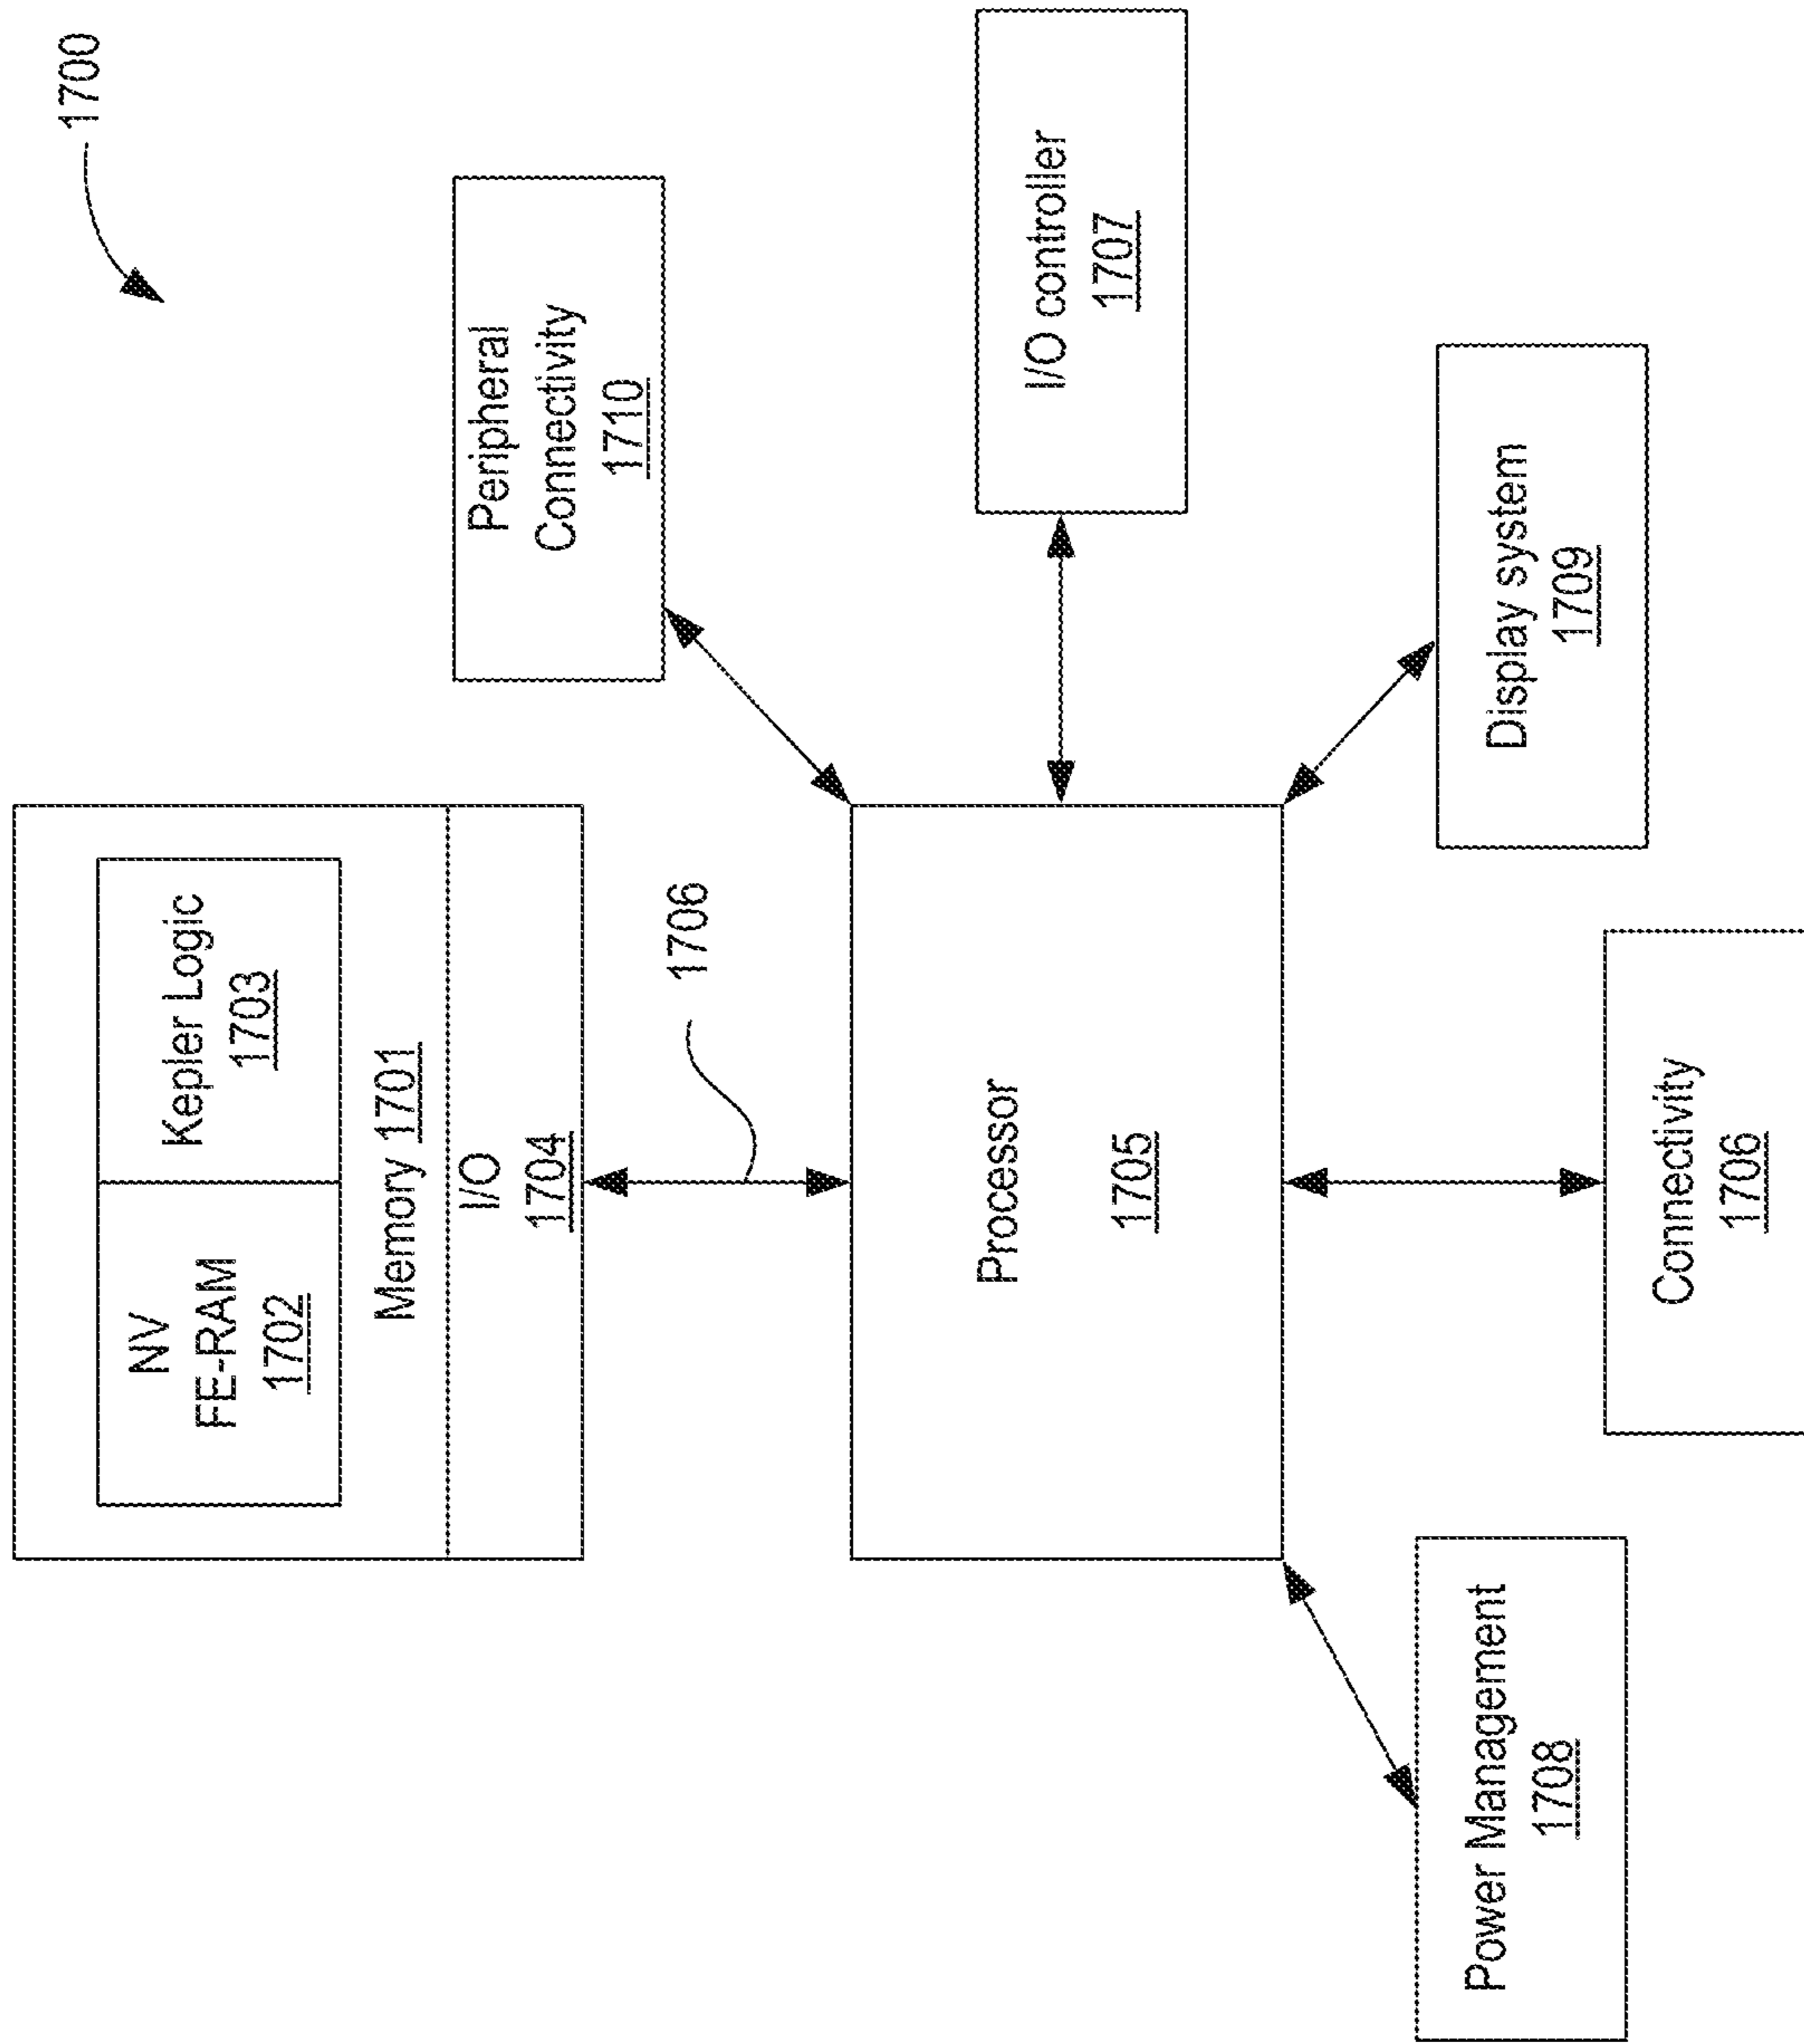 1700
NV
FE-RAM
1702
Kepler Logic
1703
Memory 1701
I/O
1704
Peripheral
Connectivity
1710
1706
Processor
1705
I/O controller
1707
Power Management
1708
Display system
1709
Connectivity
1706